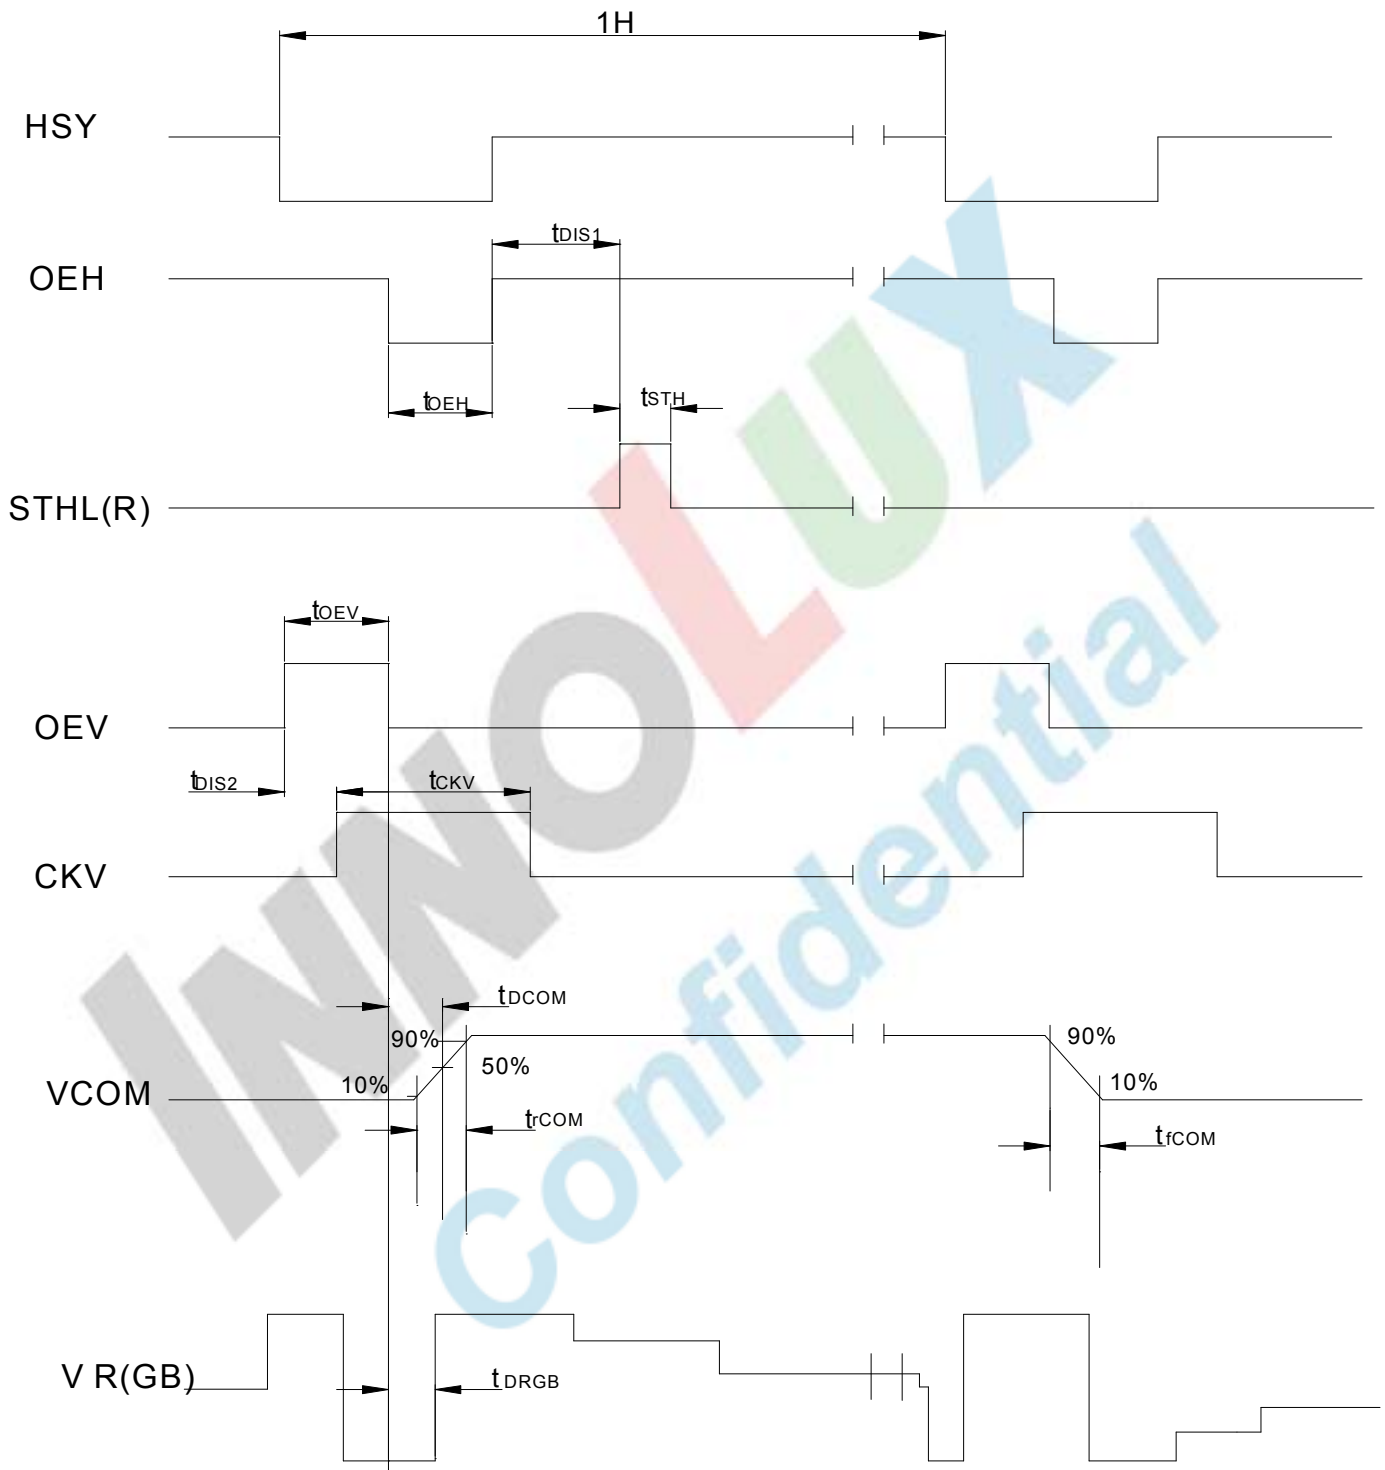 1H
HSY
tDIS1
OEH
tOEH
tSTH
STHL(R)
tOEV
OEV
tDIS2
tCKV
CKV
tDCOM
90%
50%
10%
VCOM
trCOM
90%
10%
tfCOM
V R(GB)
tDRGB
INNOLUX
Confidential